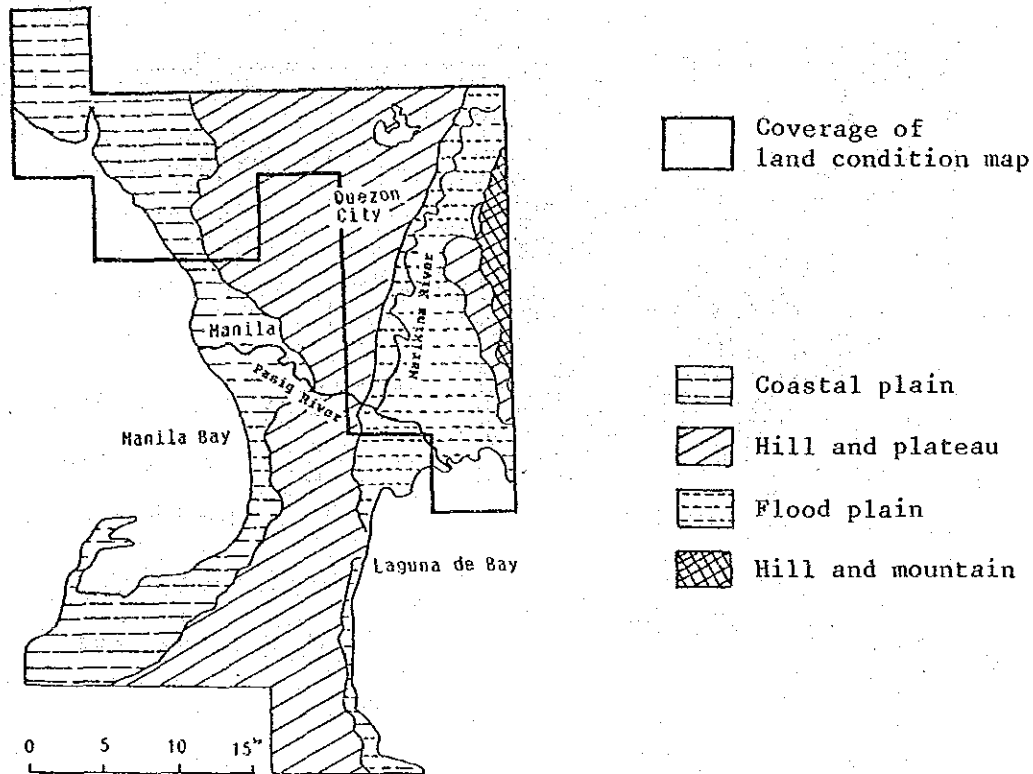 Coverage of
land condition map
Quezon
City
Marikina River
Manila
Pasig River
Manila Bay
Coastal plain
Hill and plateau
Flood plain
Hill and mountain
Laguna de Bay
0 5 10 15